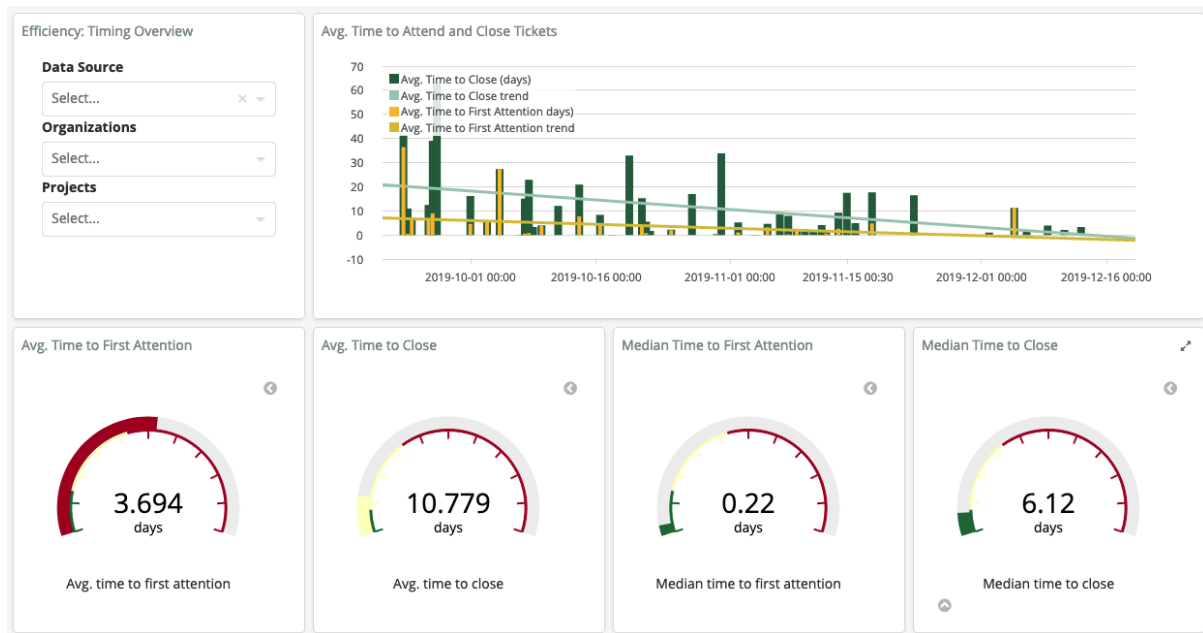 Efficiency: Timing Overview
Data Source
Select...
Organizations
Select...
Projects
Select...
Avg. Time to Attend and Close Tickets
70
60
50
40
30
20
10
0
-10
Avg. Time to Close (days)
Avg. Time to Close trend
Avg. Time to First Attention days)
Avg. Time to First Attention trend
2019-10-01 00:00
2019-10-16 00:00
2019-11-01 00:00
2019-11-15 00:30
2019-12-01 00:00
2019-12-16 00:00
Avg. Time to First Attention
3.694
days
Avg. time to first attention
Avg. Time to Close
10.779
days
Avg. time to close
Median Time to First Attention
0.22
days
Median time to first attention
Median Time to Close
6.12
days
Median time to close